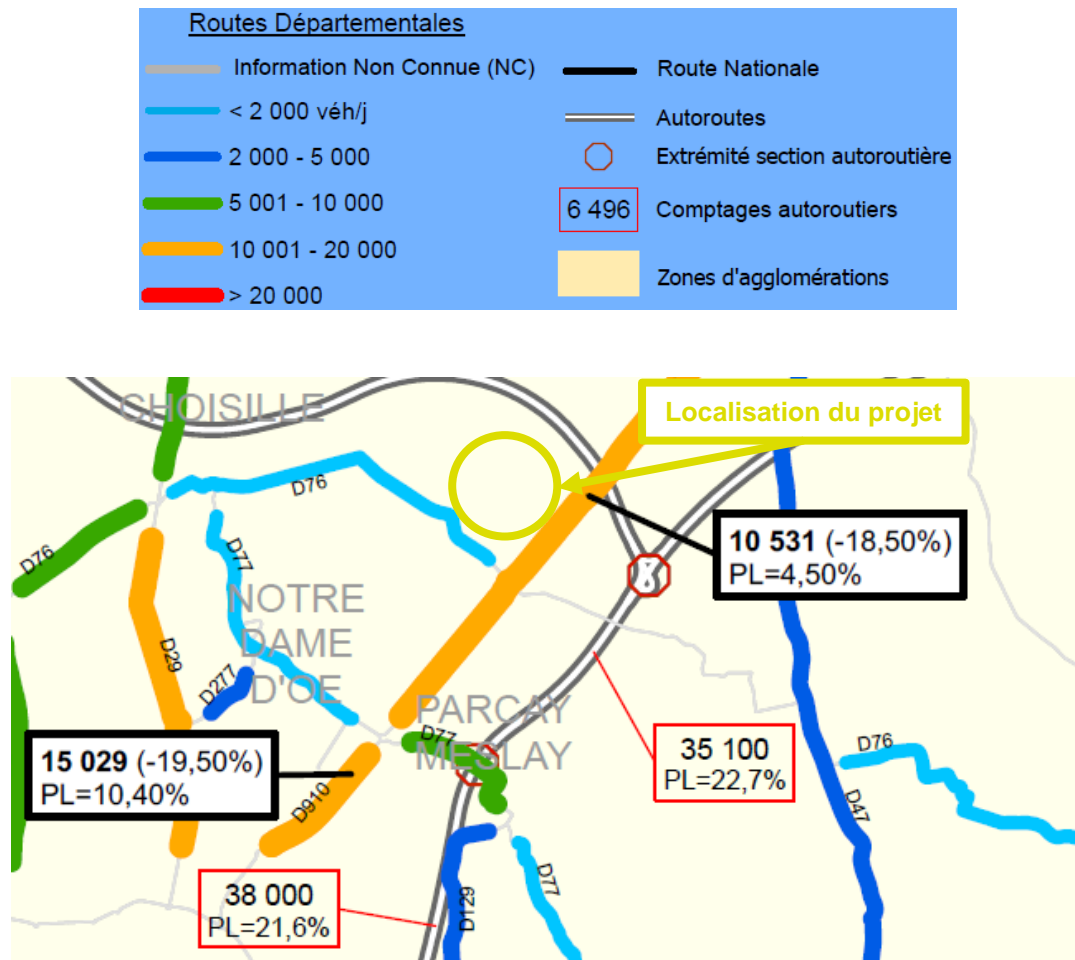 Routes Départementales
Information Non Connue (NC)
< 2 000 véh/j
2 000 - 5 000
5 001 - 10 000
10 001 - 20 000
> 20 000
Route Nationale
Autoroutes
Extrémité section autoroutière
6 496
Comptages autoroutiers
Zones d'agglomérations
CHOISILLE
Localisation du projet
D76
D76
D77
10 531 (-18,50%)
PL=4,50%
NOTRE
DAME
D'OE
D29
D277
PARCAY
MESLAY
D77
15 029 (-19,50%)
PL=10,40%
D910
35 100
PL=22,7%
D76
D47
38 000
PL=21,6%
D129
D77